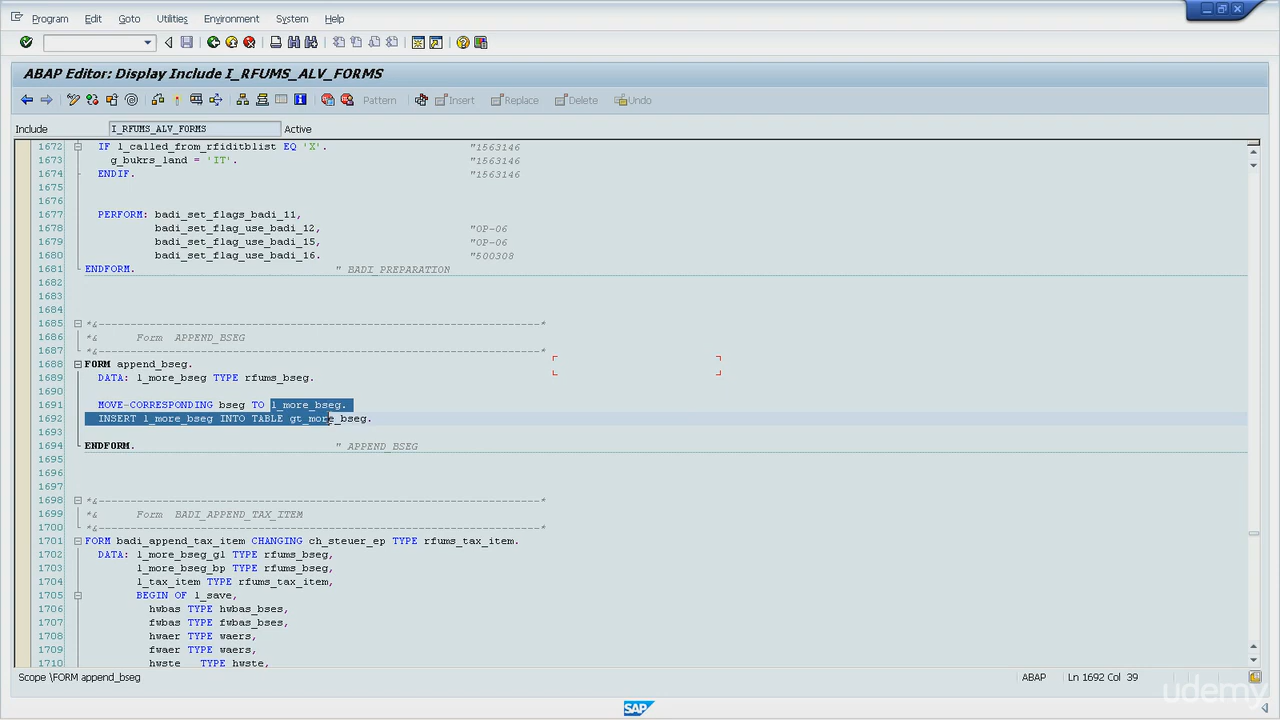 Program Edit Goto Utilities Environment System Help
ABAP Editor: Display Include I_RFUMS_ALV_FORMS
Pattern Insert Replace Delete Undo
Include I_RFUMS_ALV_FORMS Active
1672 IF l_called_from_rfiditblist EQ 'X'. "1563146
1673 g_bukrs_land = 'IT'. "1563146
1674 ENDIF. "1563146
1675
1676
1677 PERFORM: badi_set_flags_badi_11,
1678 badi_set_flag_use_badi_12, "OP-06
1679 badi_set_flag_use_badi_15, "OP-06
1680 badi_set_flag_use_badi_16. "500308
1681 ENDFORM. " BADI_PREPARATION
1682
1683
1684
1685 *&---------------------------------------------------------------------*
1686 *& Form APPEND_BSEG
1687 *&---------------------------------------------------------------------*
1688 FORM append_bseg.
1689 DATA: l_more_bseg TYPE rfums_bseg.
1690
1691 MOVE-CORRESPONDING bseg TO l_more_bseg.
1692 INSERT l_more_bseg INTO TABLE gt_more_bseg.
1693
1694 ENDFORM. " APPEND_BSEG
1695
1696
1697
1698 *&---------------------------------------------------------------------*
1699 *& Form BADI_APPEND_TAX_ITEM
1700 *&---------------------------------------------------------------------*
1701 FORM badi_append_tax_item CHANGING ch_steuer_ep TYPE rfums_tax_item.
1702 DATA: l_more_bseg_gl TYPE rfums_bseg,
1703 l_more_bseg_bp TYPE rfums_bseg,
1704 l_tax_item TYPE rfums_tax_item,
1705 BEGIN OF l_save,
1706 hwbas TYPE hwbas_bses,
1707 fwbas TYPE fwbas_bses,
1708 hwaer TYPE waers,
1709 fwaer TYPE waers,
1710 hwste TYPE hwste,
Scope \FORM append_bseg ABAP Ln 1692 Col 39
udemy
SAP